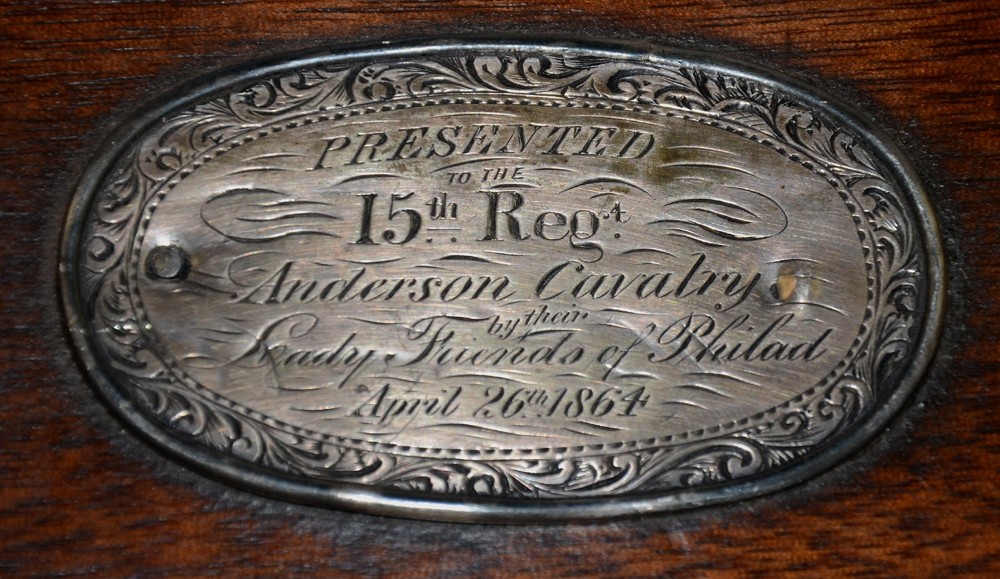 PRESENTED
TO THE
15th Regt.
Anderson Cavalry
by their
Lady Friends of Philad
April 26th 1864